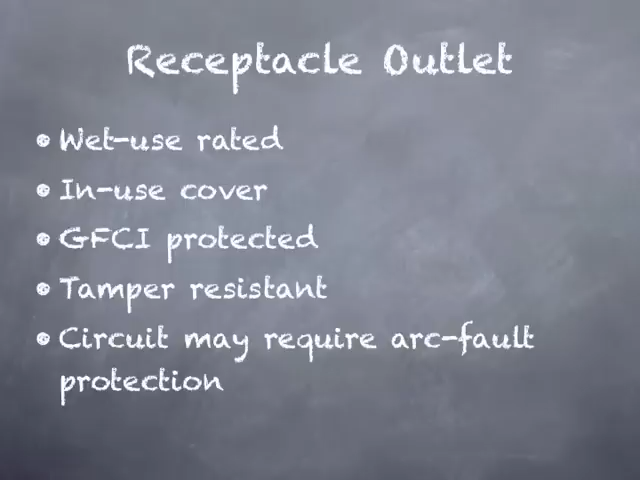 Receptacle Outlet
• Wet-use rated
• In-use cover
• GFCI protected
• Tamper resistant
• Circuit may require arc-fault
protection